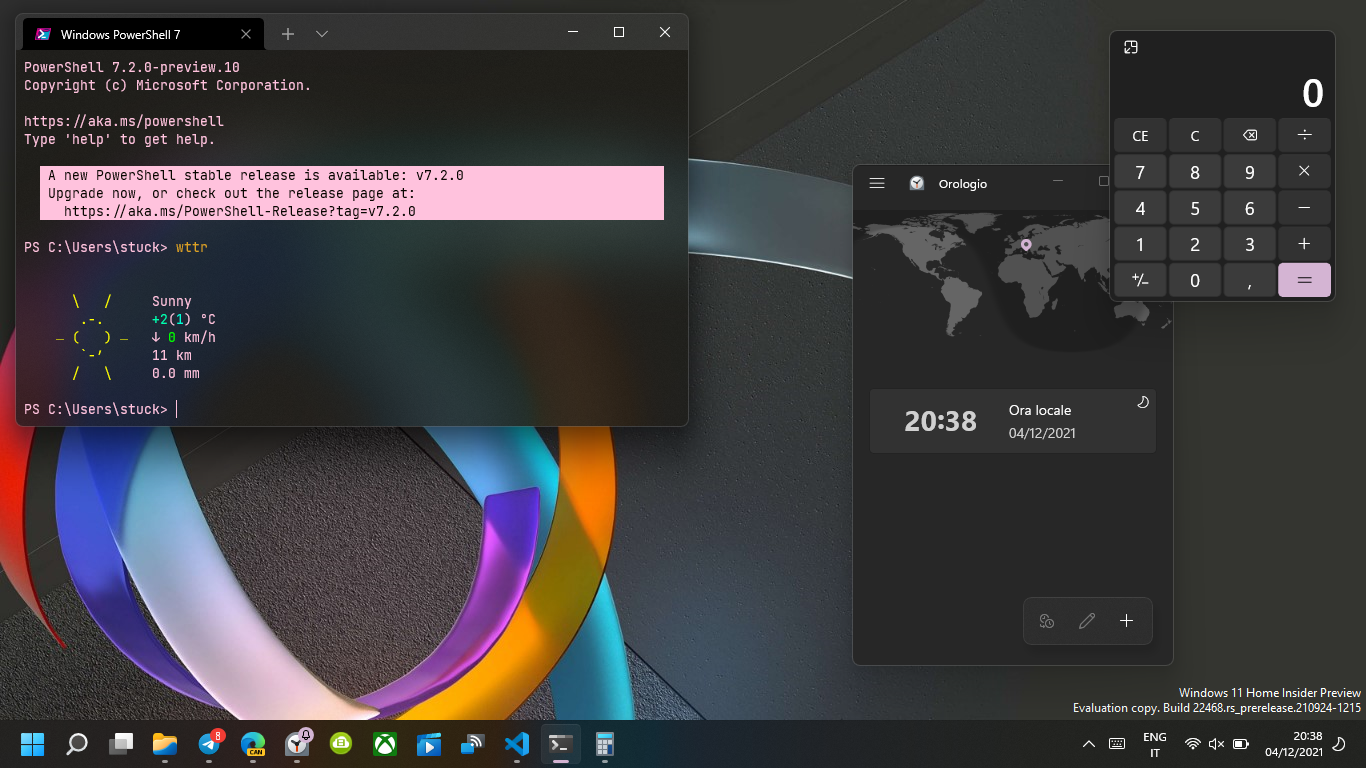 Windows PowerShell 7
PowerShell 7.2.0-preview.10
Copyright (c) Microsoft Corporation.
https://aka.ms/powershell
Type 'help' to get help.
A new PowerShell stable release is available: v7.2.0
Upgrade now, or check out the release page at:
https://aka.ms/PowerShell-Release?tag=v7.2.0
PS C:\Users\stuck> wttr
\   /     Sunny
.-.      +2(1) °C
_ (   ) _   ↓ 0 km/h
`-'      11 km
/   \     0.0 mm
PS C:\Users\stuck>
0
CE C ⌫ ÷
7 8 9 ×
4 5 6 −
1 2 3 +
+/− 0 , =
Orologio
20:38
Ora locale
04/12/2021
Windows 11 Home Insider Preview
Evaluation copy. Build 22468.rs_prerelease.210924-1215
8
CAN
ENG
IT
20:38
04/12/2021